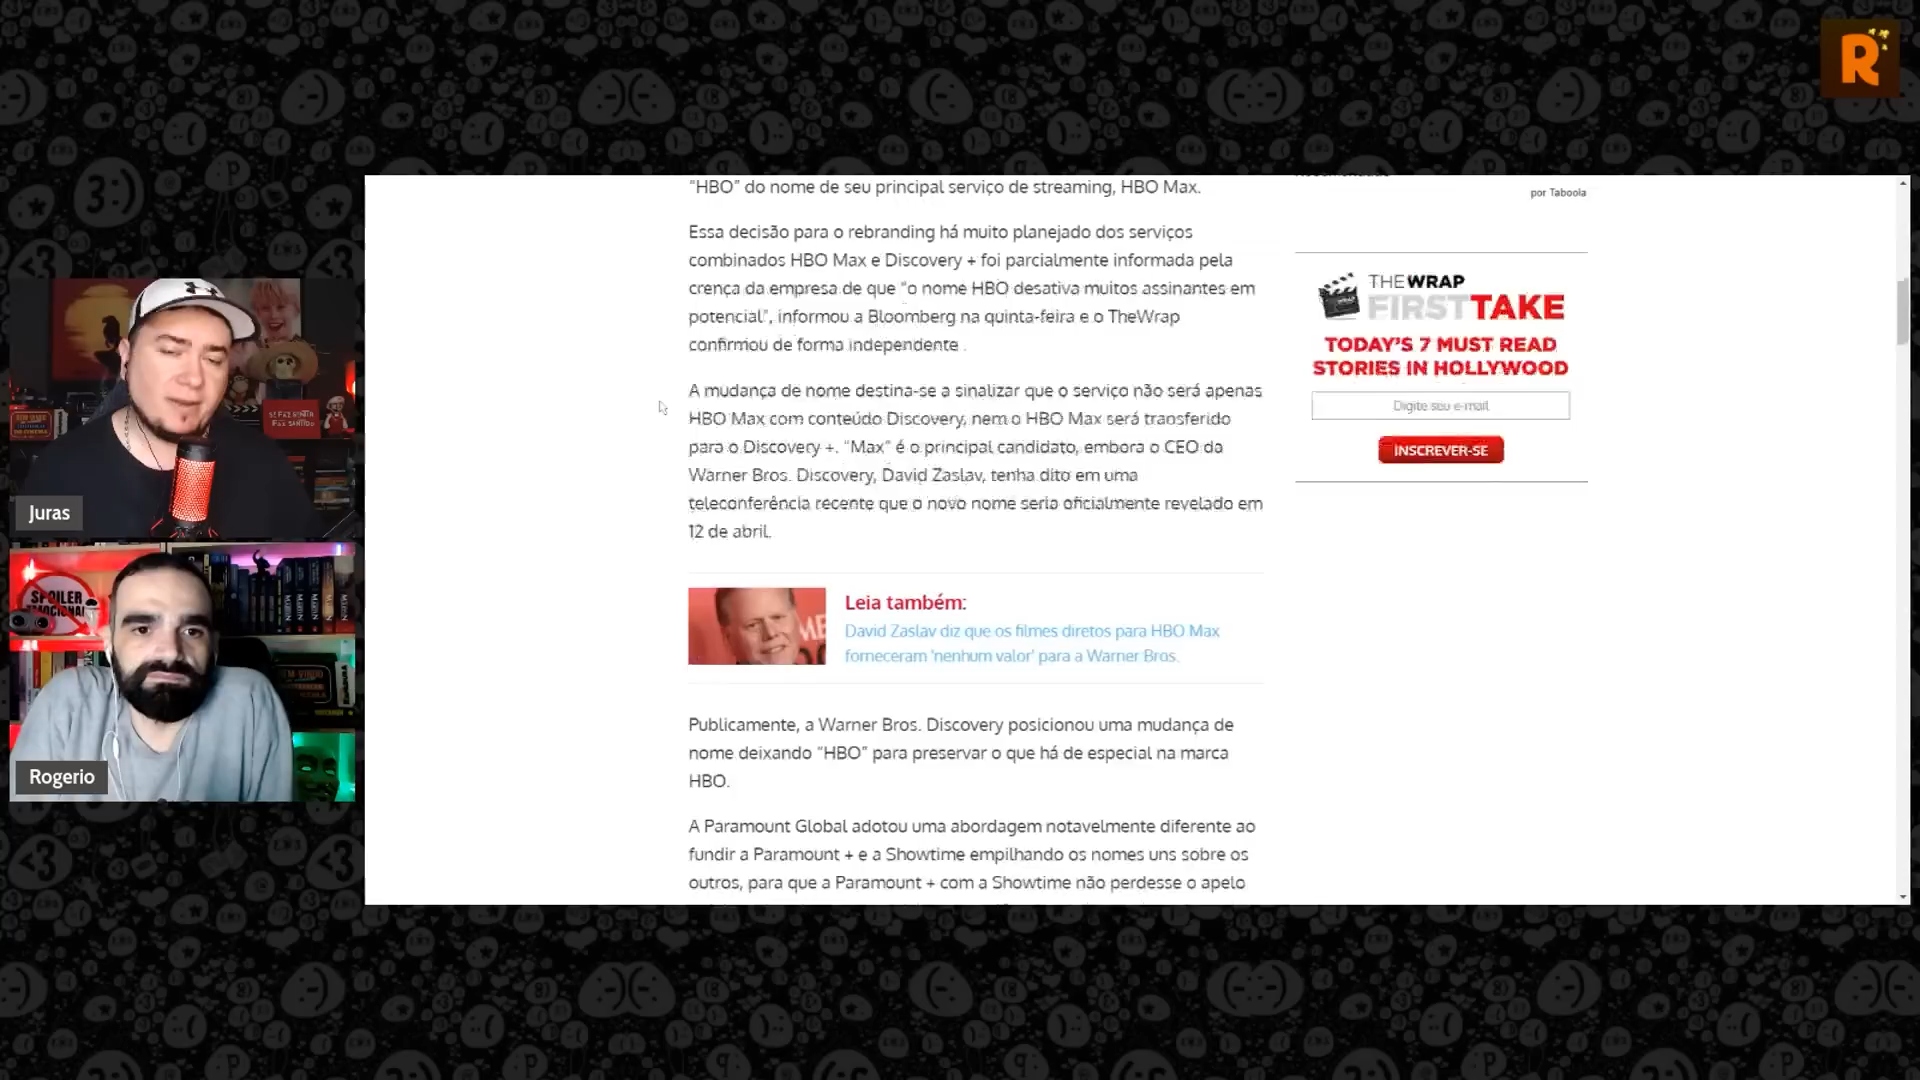 R
"HBO" do nome de seu principal serviço de streaming, HBO Max.
Essa decisão para o rebranding há muito planejado dos serviços
combinados HBO Max e Discovery + foi parcialmente informada pela
crença da empresa de que "o nome HBO desativa muitos assinantes em
potencial", informou a Bloomberg na quinta-feira e o TheWrap
confirmou de forma independente .
A mudança de nome destina-se a sinalizar que o serviço não será apenas
HBO Max com conteúdo Discovery, nem o HBO Max será transferido
para o Discovery +. "Max" é o principal candidato, embora o CEO da
Warner Bros. Discovery, David Zaslav, tenha dito em uma
teleconferência recente que o novo nome seria oficialmente revelado em
12 de abril.
Leia também:
David Zaslav diz que os filmes diretos para HBO Max
forneceram 'nenhum valor' para a Warner Bros.
Publicamente, a Warner Bros. Discovery posicionou uma mudança de
nome deixando "HBO" para preservar o que há de especial na marca
HBO.
A Paramount Global adotou uma abordagem notavelmente diferente ao
fundir a Paramount + e a Showtime empilhando os nomes uns sobre os
outros, para que a Paramount + com a Showtime não perdesse o apelo
por Taboola
THEWRAP
FIRSTTAKE
TODAY'S 7 MUST READ
STORIES IN HOLLYWOOD
Digite seu e-mail
INSCREVER-SE
Juras
SPOILER
EMOCIONAL
Rogerio